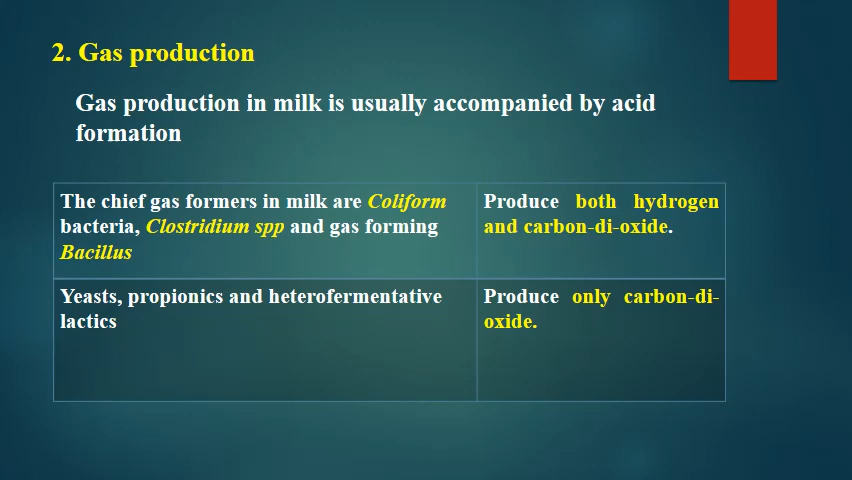 2. Gas production
Gas production in milk is usually accompanied by acid
formation
The chief gas formers in milk are Coliform
bacteria, Clostridium spp and gas forming
Bacillus
Produce both hydrogen
and carbon-di-oxide.
Yeasts, propionics and heterofermentative
lactics
Produce only carbon-di-
oxide.